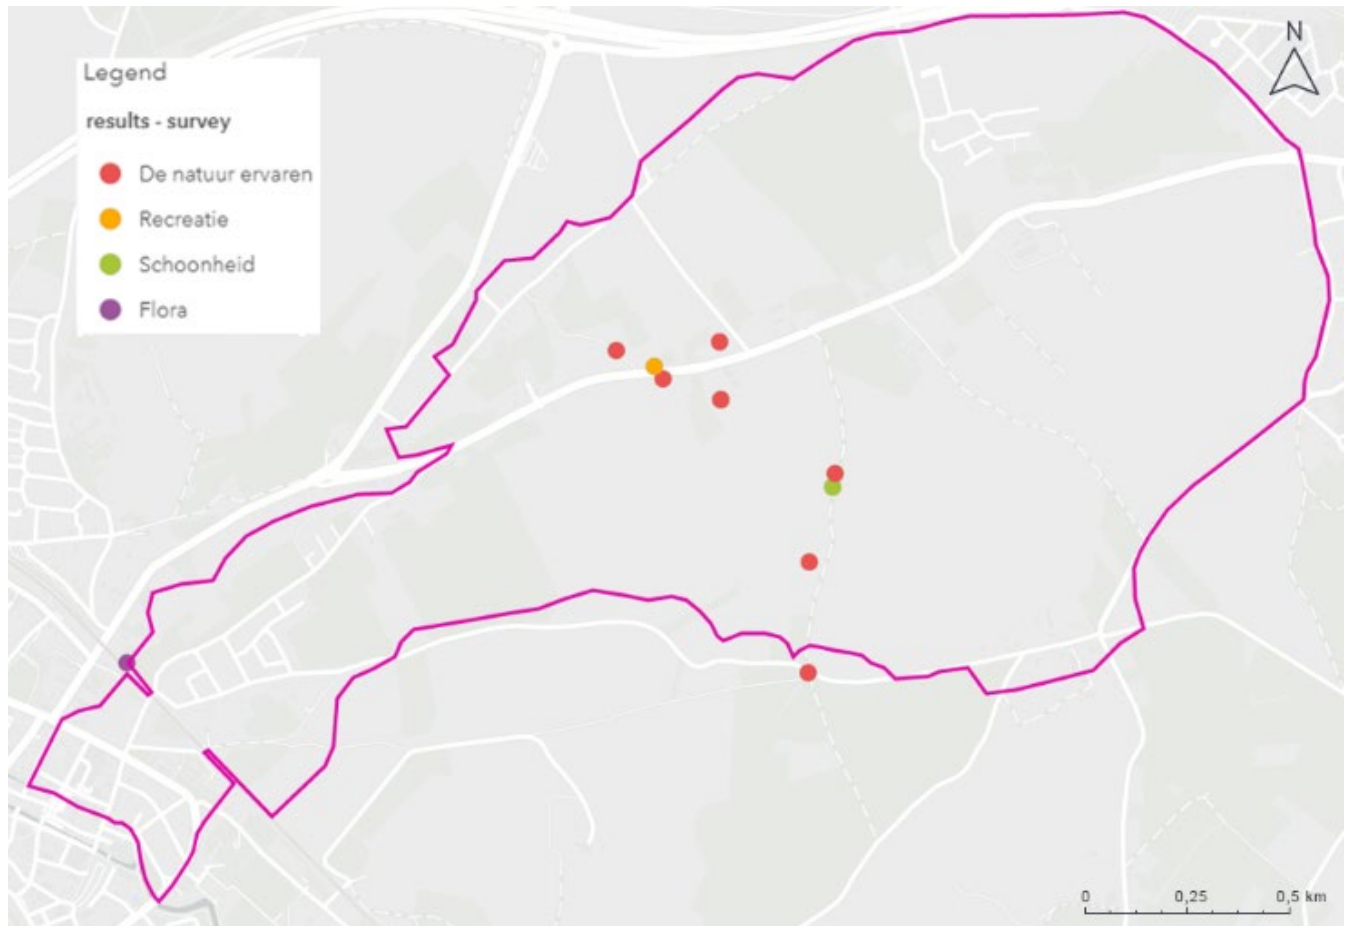 N
Legend
results - survey
De natuur ervaren
Recreatie
Schoonheid
Flora
0 0,25 0,5 km